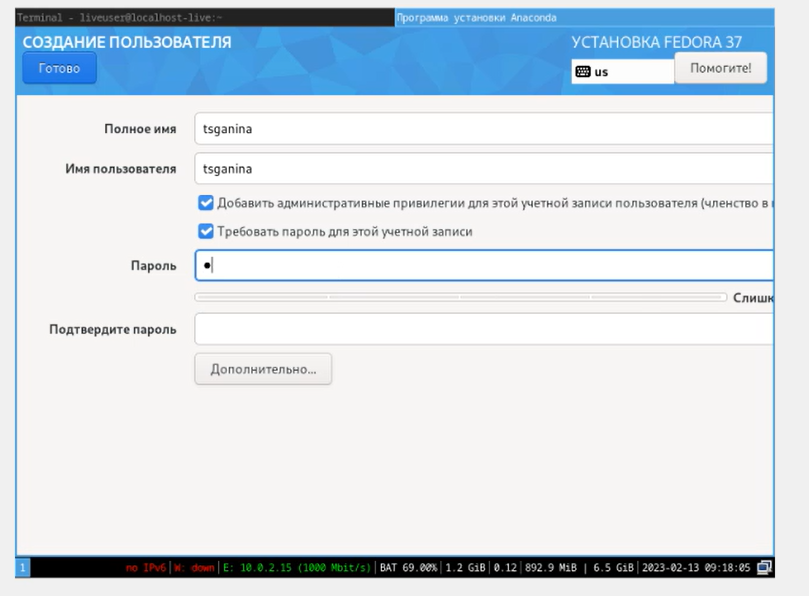 Terminal - liveuser@localhost-live:~
Программа установки Anaconda
СОЗДАНИЕ ПОЛЬЗОВАТЕЛЯ
УСТАНОВКА FEDORA 37
Готово
us
Помогите!
Полное имя
tsganina
Имя пользователя
tsganina
Добавить административные привилегии для этой учетной записи пользователя (членство в
Требовать пароль для этой учетной записи
Пароль
Подтвердите пароль
Дополнительно...
1
no IPv6|W: down|E: 10.0.2.15 (1000 Mbit/s)|BAT 69.00%|1.2 GiB|0.12|892.9 MiB | 6.5 GiB|2023-02-13 09:18:05